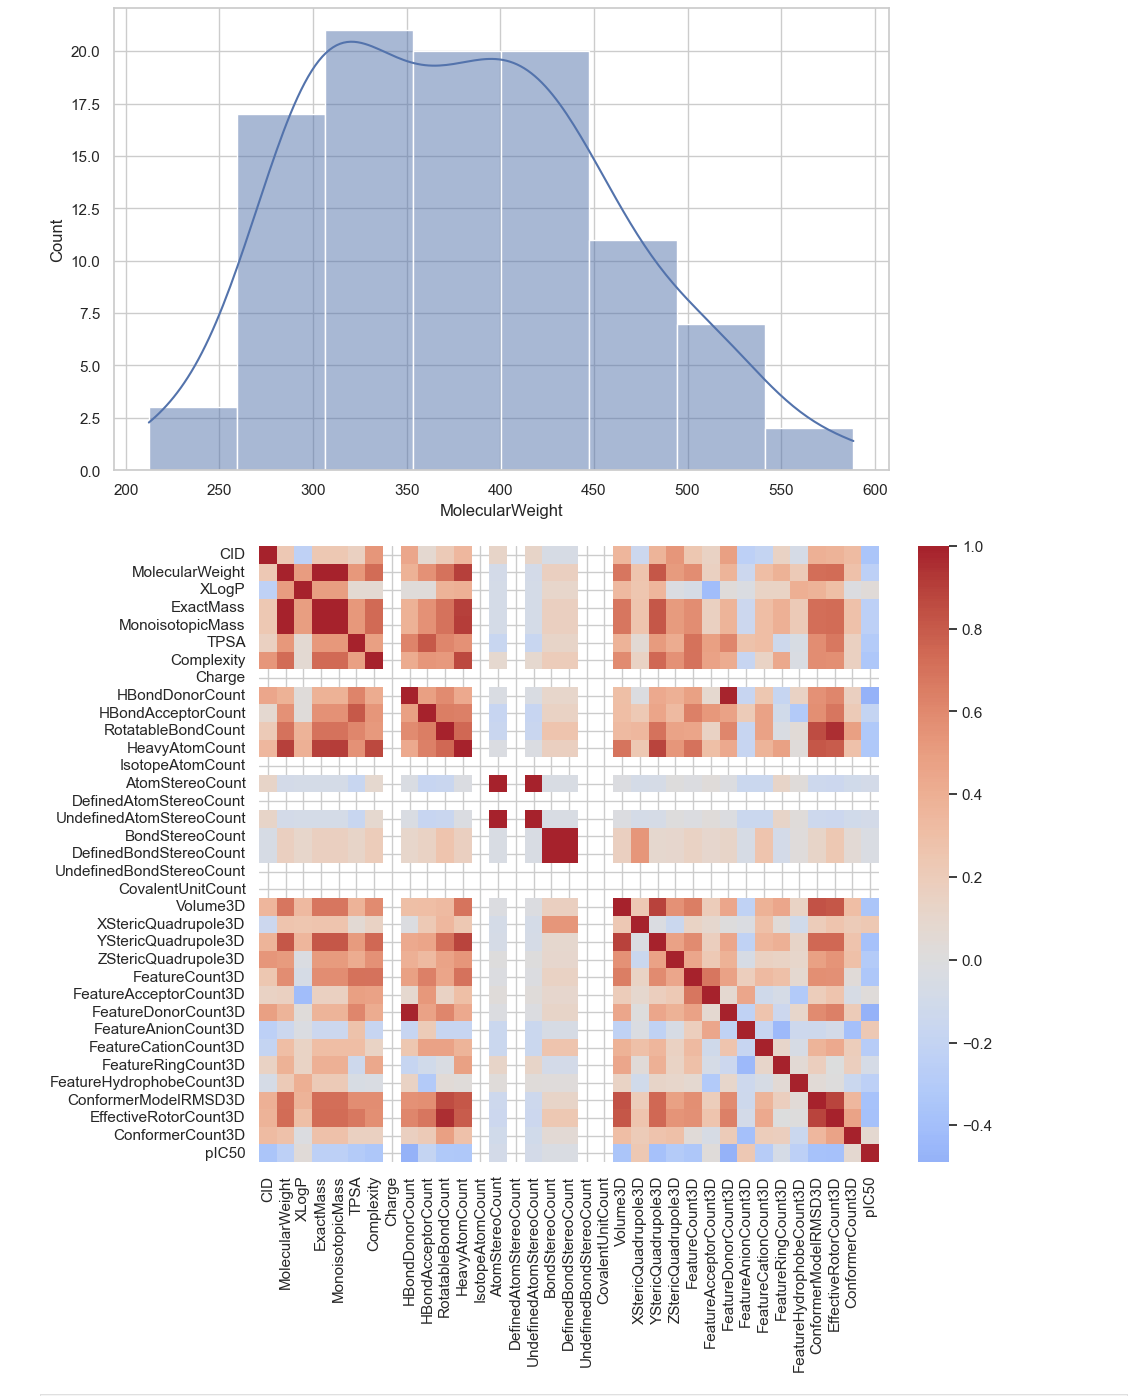 20.0
17.5
15.0
12.5
10.0
7.5
5.0
2.5
0.0
Count
200 250 300 350 400 450 500 550 600
MolecularWeight
CID
MolecularWeight
XLogP
ExactMass
MonoisotopicMass
TPSA
Complexity
Charge
HBondDonorCount
HBondAcceptorCount
RotatableBondCount
HeavyAtomCount
IsotopeAtomCount
AtomStereoCount
DefinedAtomStereoCount
UndefinedAtomStereoCount
BondStereoCount
DefinedBondStereoCount
UndefinedBondStereoCount
CovalentUnitCount
Volume3D
XStericQuadrupole3D
YStericQuadrupole3D
ZStericQuadrupole3D
FeatureCount3D
FeatureAcceptorCount3D
FeatureDonorCount3D
FeatureAnionCount3D
FeatureCationCount3D
FeatureRingCount3D
FeatureHydrophobeCount3D
ConformerModelRMSD3D
EffectiveRotorCount3D
ConformerCount3D
pIC50
CID
MolecularWeight
XLogP
ExactMass
MonoisotopicMass
TPSA
Complexity
Charge
HBondDonorCount
HBondAcceptorCount
RotatableBondCount
HeavyAtomCount
IsotopeAtomCount
AtomStereoCount
DefinedAtomStereoCount
UndefinedAtomStereoCount
BondStereoCount
DefinedBondStereoCount
UndefinedBondStereoCount
CovalentUnitCount
Volume3D
XStericQuadrupole3D
YStericQuadrupole3D
ZStericQuadrupole3D
FeatureCount3D
FeatureAcceptorCount3D
FeatureDonorCount3D
FeatureAnionCount3D
FeatureCationCount3D
FeatureRingCount3D
FeatureHydrophobeCount3D
ConformerModelRMSD3D
EffectiveRotorCount3D
ConformerCount3D
pIC50
1.0
0.8
0.6
0.4
0.2
0.0
−0.2
−0.4